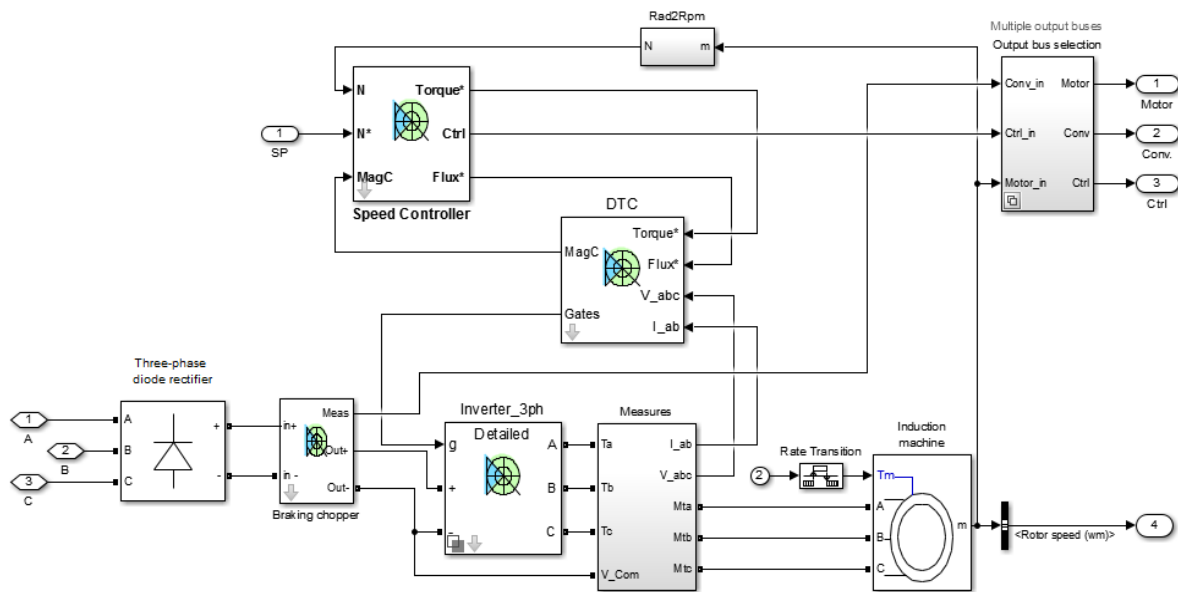 Rad2Rpm
N m
Multiple output buses
Output bus selection
N Torque*
N* Ctrl
MagC Flux*
Speed Controller
1
SP
Conv_in Motor
Ctrl_in Conv
Motor_in Ctrl
1
Motor
2
Conv.
3
Ctrl
DTC
MagC Torque*
Flux*
V_abc
Gates I_ab
Three-phase
diode rectifier
1
A
2
B
3
C
A +
B
C -
in+ Meas
Out+
in - Out-
Braking chopper
Inverter_3ph
Detailed
g A
+ B
- C
Measures
Ta I_ab
Tb V_abc
Tc Mta
Mtb
V_Com Mtc
2
Rate Transition
Induction
machine
Tm
A
B m
C
<Rotor speed (wm)>
4